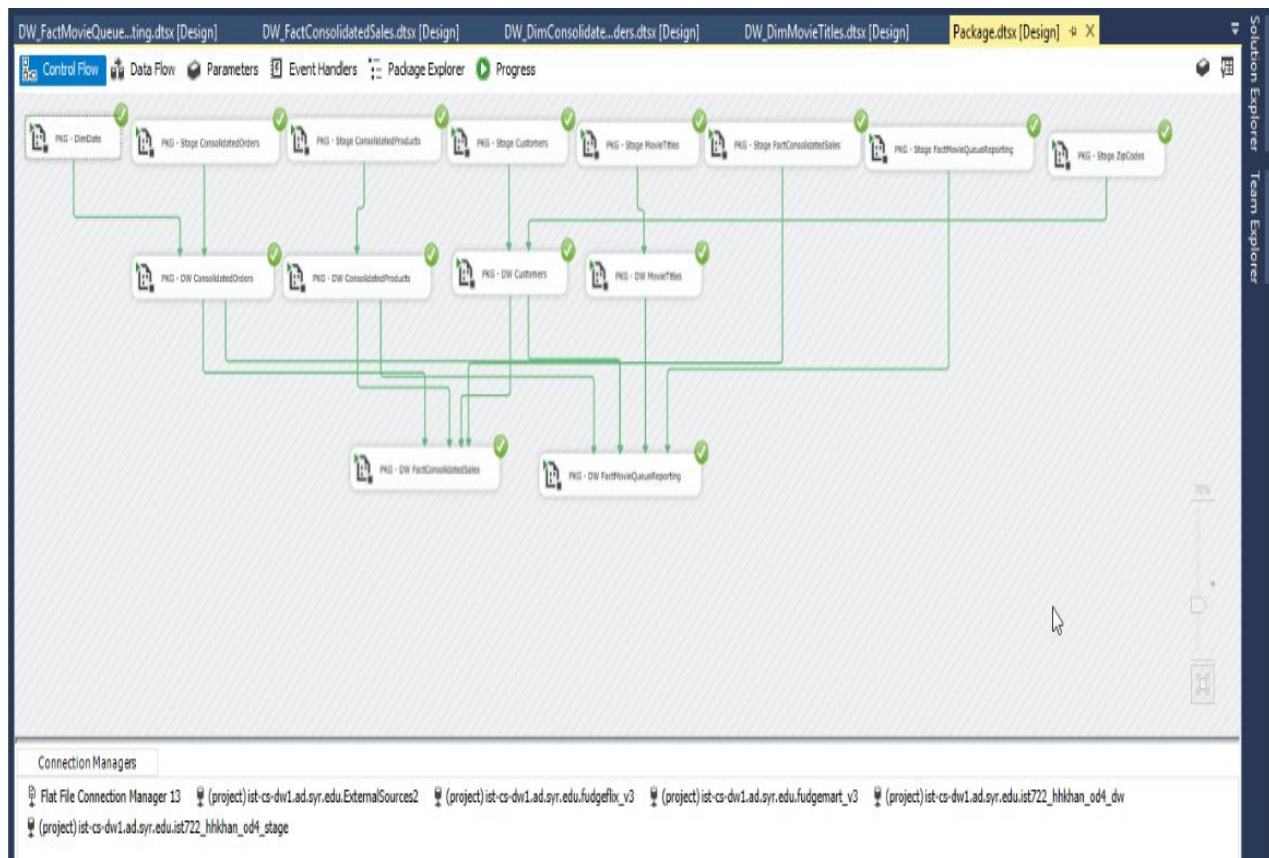 DW_FactMovieQueue...ting.dtsx [Design] DW_FactConsolidatedSales.dtsx [Design] DW_DimConsolidate...ders.dtsx [Design] DW_DimMovieTitles.dtsx [Design] Package.dtsx [Design]
Control Flow Data Flow Parameters Event Handlers Package Explorer Progress
Solution Explorer
Team Explorer
PKG - DimDate
PKG - Stage ConsolidatedOrders
PKG - Stage ConsolidatedProducts
PKG - Stage Customers
PKG - Stage MovieTitles
PKG - Stage FactConsolidatedSales
PKG - Stage FactMovieQueueReporting
PKG - Stage ZipCodes
PKG - DW ConsolidatedOrders
PKG - DW ConsolidatedProducts
PKG - DW Customers
PKG - DW MovieTitles
PKG - DW FactConsolidatedSales
PKG - DW FactMovieQueueReporting
70%
Connection Managers
Flat File Connection Manager 13 (project) ist-cs-dw1.ad.syr.edu.ExternalSources2 (project) ist-cs-dw1.ad.syr.edu.fudgeflix_v3 (project) ist-cs-dw1.ad.syr.edu.fudgemart_v3 (project) ist-cs-dw1.ad.syr.edu.ist722_hhkhan_od4_dw
(project) ist-cs-dw1.ad.syr.edu.ist722_hhkhan_od4_stage